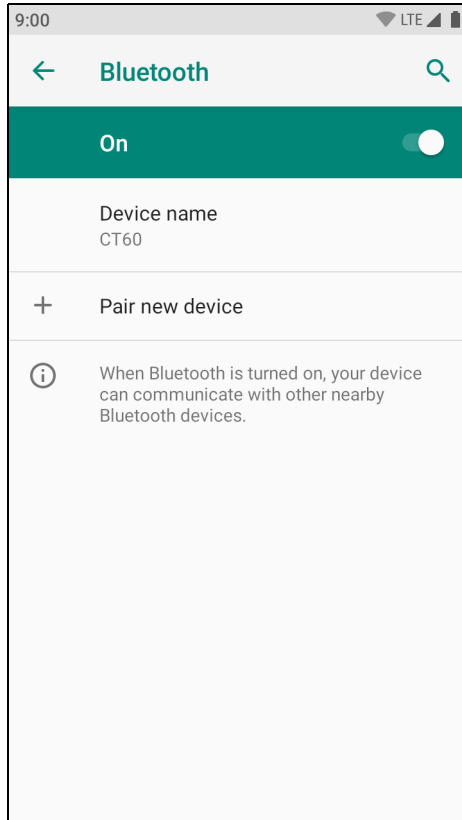 9:00 LTE
Bluetooth
On
Device name
CT60
Pair new device
When Bluetooth is turned on, your device
can communicate with other nearby
Bluetooth devices.